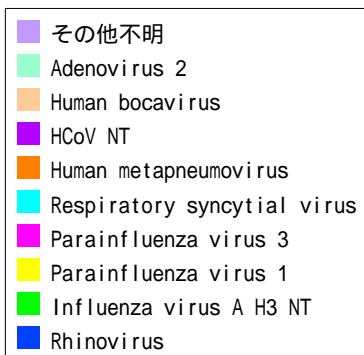 その他不明
Adenovirus 2
Human bocavirus
HCoV NT
Human metapneumovirus
Respiratory syncytial virus
Parainfluenza virus 3
Parainfluenza virus 1
Influenza virus A H3 NT
Rhinovirus